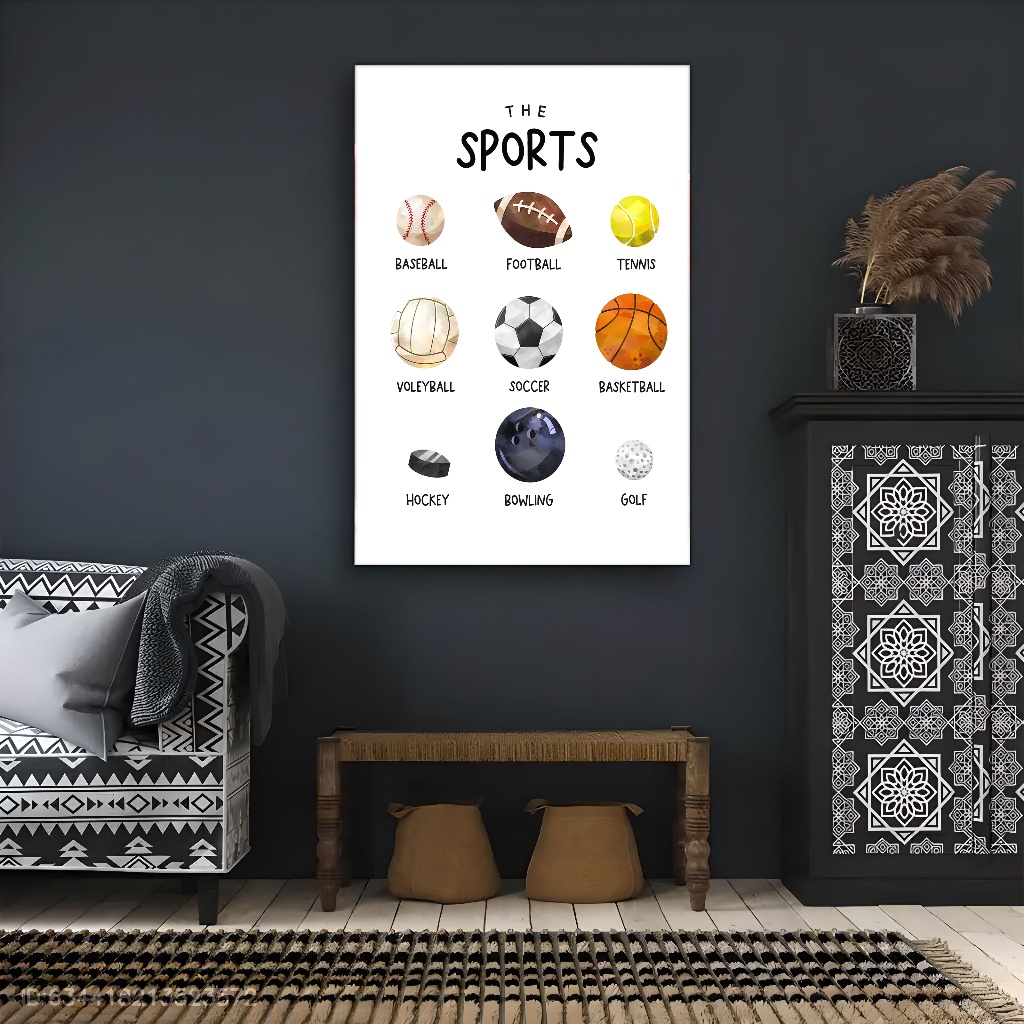 THE
SPORTS
BASEBALL FOOTBALL TENNIS
VOLEYBALL SOCCER BASKETBALL
HOCKEY BOWLING GOLF